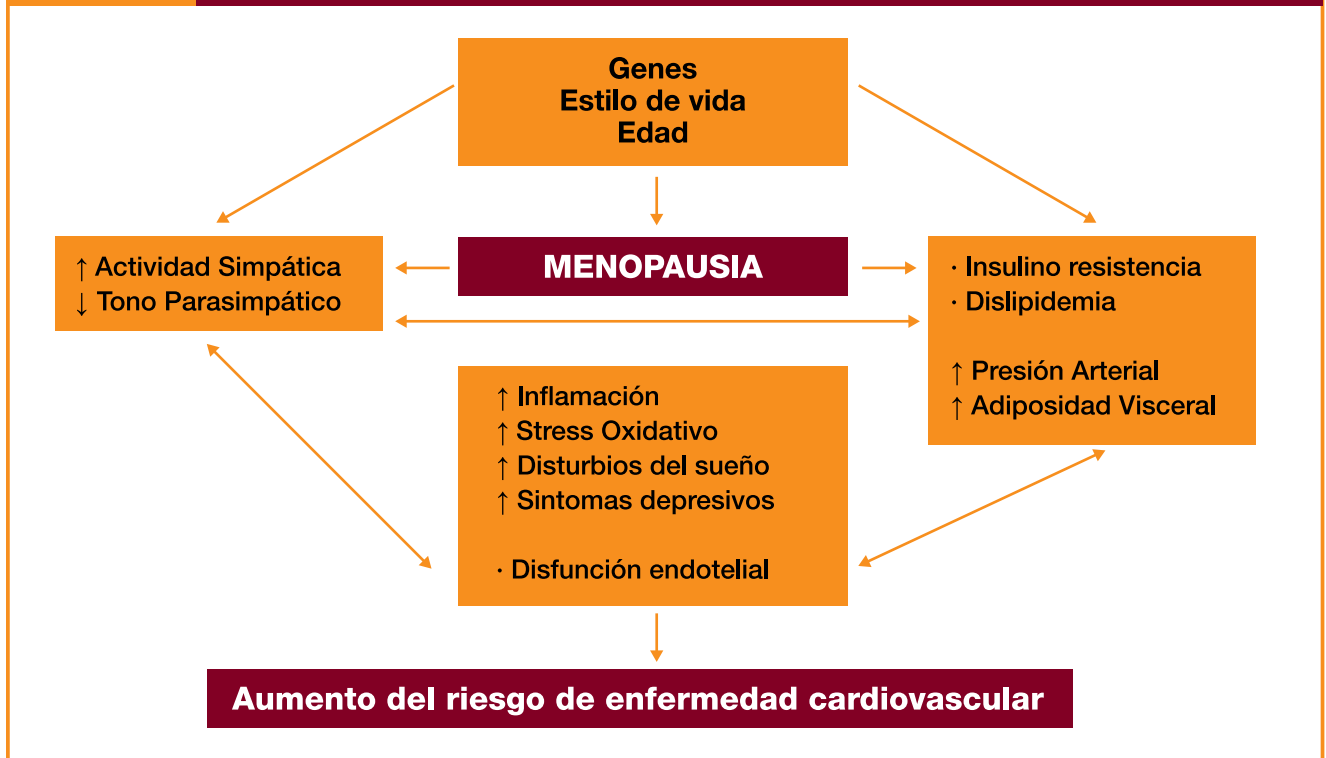 Genes
Estilo de vida
Edad
↑ Actividad Simpática
↓ Tono Parasimpático
MENOPAUSIA
· Insulino resistencia
· Dislipidemia
↑ Presión Arterial
↑ Adiposidad Visceral
↑ Inflamación
↑ Stress Oxidativo
↑ Disturbios del sueño
↑ Sintomas depresivos
· Disfunción endotelial
Aumento del riesgo de enfermedad cardiovascular